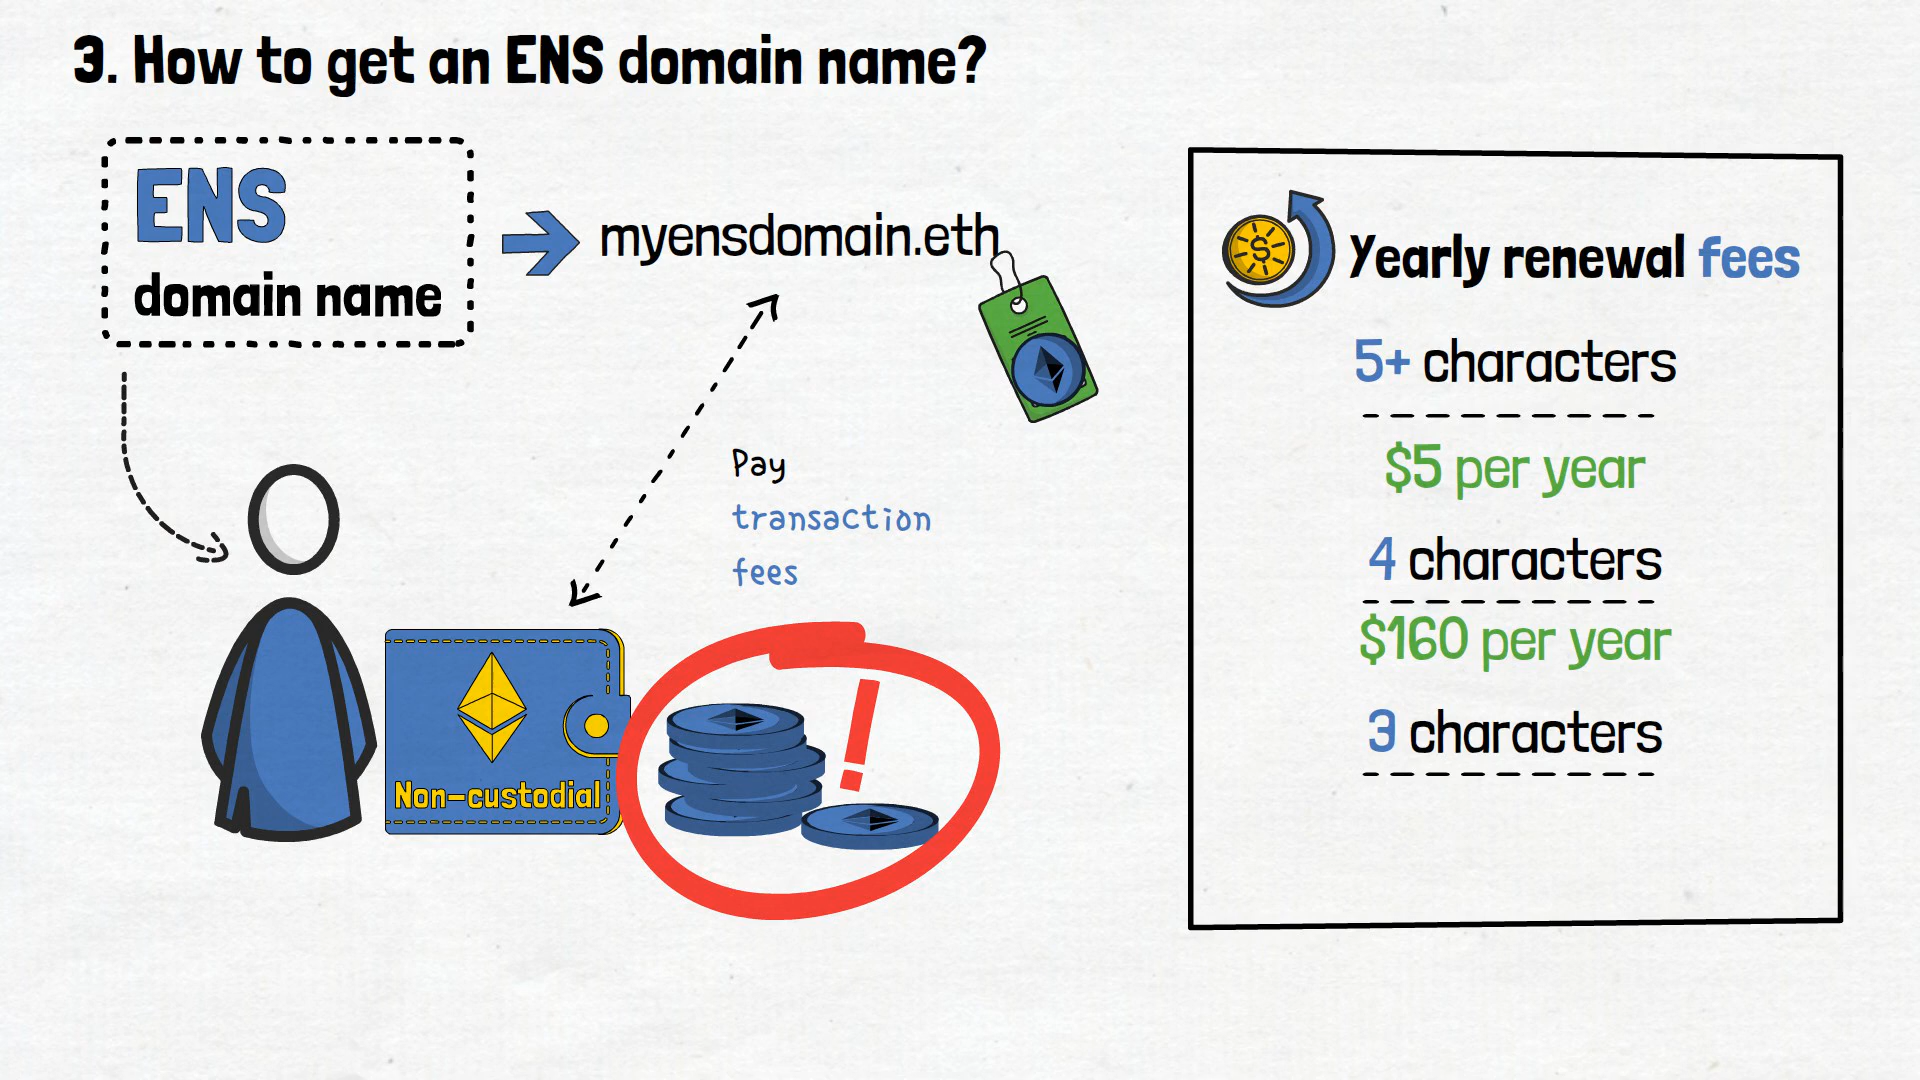 3. How to get an ENS domain name?
ENS
domain name
myensdomain.eth
Pay
transaction
fees
Non-custodial
!
Yearly renewal fees
5+ characters
$5 per year
4 characters
$160 per year
3 characters